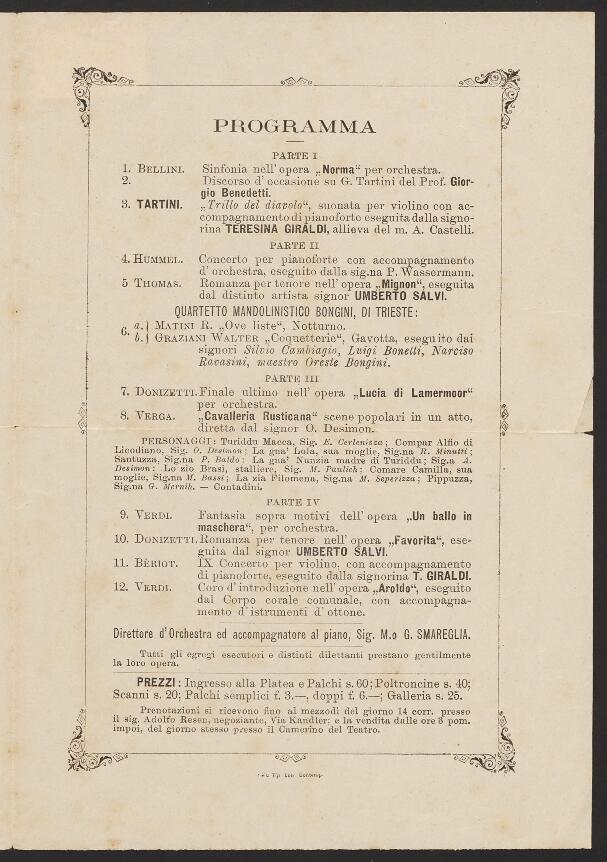 PROGRAMMA
PARTE I
1. BELLINI. Sinfonia nell' opera „Norma" per orchestra.
2. Discorso d' occasione su G. Tartini del Prof. Gior-
gio Benedetti.
3. TARTINI. „Trillo del diavolo", suonata per violino con ac-
compagnamento di pianoforte eseguita dalla signo-
rina TERESINA GIRALDI, allieva del m. A. Castelli.
PARTE II
4. HUMMEL. Concerto per pianoforte con accompagnamento
d' orchestra, eseguito dalla sig.na P. Wassermann.
5 THOMAS. Romanza per tenore nell' opera „Mignon", eseguita
dal distinto artista signor UMBERTO SALVI.
QUARTETTO MANDOLINISTICO BONGINI, DI TRIESTE:
6. a.) MATINI R. „Ove liste", Notturno.
b.) GRAZIANI WALTER „Coquetterie", Gavotta, eseguito dai
signori Silvio Cambiagio, Luigi Bonetti, Narciso
Ravasini, maestro Oreste Bongini.
PARTE III
7. DONIZETTI. Finale ultimo nell' opera „Lucia di Lamermoor"
per orchestra.
8. VERGA. „Cavalleria Rusticana" scene popolari in un atto,
diretta dal signor O. Desimon.
PERSONAGGI: Turiddu Macca, Sig. E. Cerlenizza; Compar Alfio di
Licodiano, Sig. O. Desimon; La gna' Lola, sua moglie, Sig.na R. Minutti;
Santuzza, Sig.na P. Baldo; La gna' Nunzia madre di Turiddu; Sig.a A.
Desimon; Lo zio Brasi, stalliere, Sig. M. Paulich; Comare Camilla, sua
moglie, Sig.na M. Bassi; La zia Filomena, Sig.na M. Seperizza; Pippuzza,
Sig.na G. Mernih. — Contadini.
PARTE IV
9. VERDI. Fantasia sopra motivi dell' opera „Un ballo in
maschera", per orchestra.
10. DONIZETTI. Romanza per tenore nell' opera „Favorita", ese-
guita dal signor UMBERTO SALVI.
11. BÉRIOT. IX Concerto per violino, con accompagnamento
di pianoforte, eseguito dalla signorina T. GIRALDI.
12. VERDI. Coro d' introduzione nell' opera „Aroldo", eseguito
dal Corpo corale comunale, con accompagna-
mento d' istrumenti d' ottone.
Direttore d' Orchestra ed accompagnatore al piano, Sig. M.o G. SMAREGLIA.
Tutti gli egregi esecutori e distinti dilettanti prestano gentilmente
la loro opera.
PREZZI: Ingresso alla Platea e Palchi s. 60; Poltroncine s. 40;
Scanni s. 20; Palchi semplici f. 3.—, doppi f. 6.—; Galleria s. 25.
Prenotazioni si ricevono fino al mezzodì del giorno 14 corr. presso
il sig. Adolfo Resen, negoziante, Via Kandler; e la vendita dalle ore 3 pom.
impoi, del giorno stesso presso il Camerino del Teatro.
Tip.